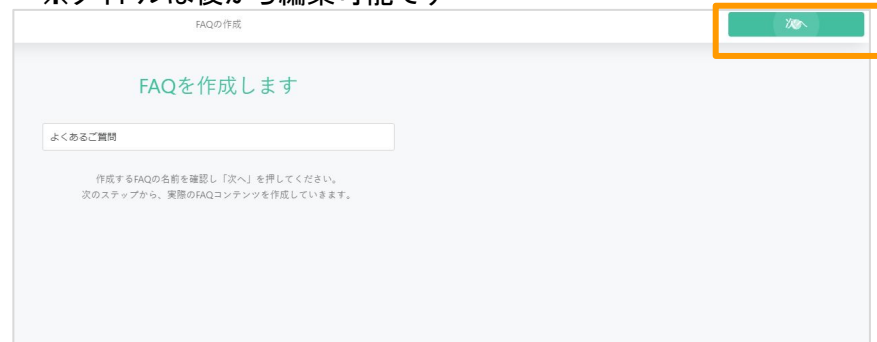 ※タイトルは後から編集可能です
FAQの作成
次へ
FAQを作成します
よくあるご質問
作成するFAQの名前を確認し「次へ」を押してください。
次のステップから、実際のFAQコンテンツを作成していきます。